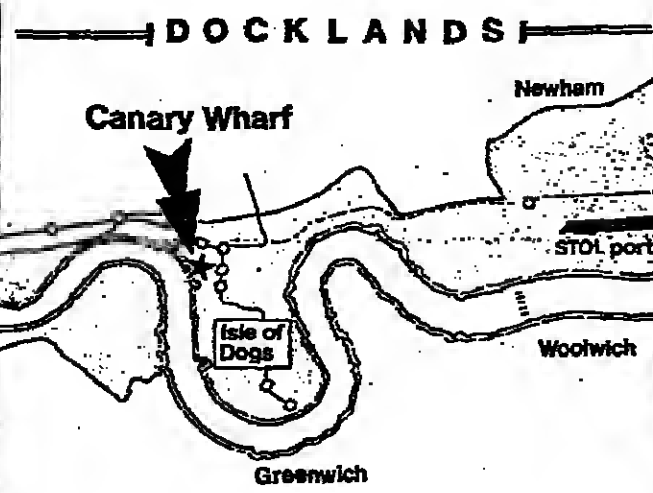 DOCKLANDS
Newham
Canary Wharf
STOL port
Isle of
Dogs
Woolwich
Greenwich